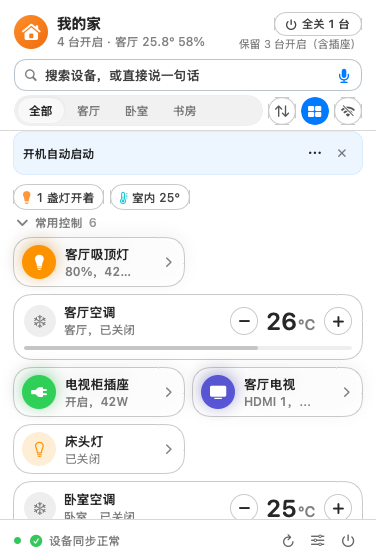 我的家
4 台开启 · 客厅 25.8° 58%
全关 1 台
保留 3 台开启（含插座）
搜索设备，或直接说一句话
全部 客厅 卧室 书房
开机自动启动
1 盏灯开着 室内 25°
常用控制 6
客厅吸顶灯
80%，42...
客厅空调
客厅，已关闭
26°C
电视柜插座
开启，42W
客厅电视
HDMI 1，...
床头灯
已关闭
卧室空调
卧室，已关闭
25°C
设备同步正常